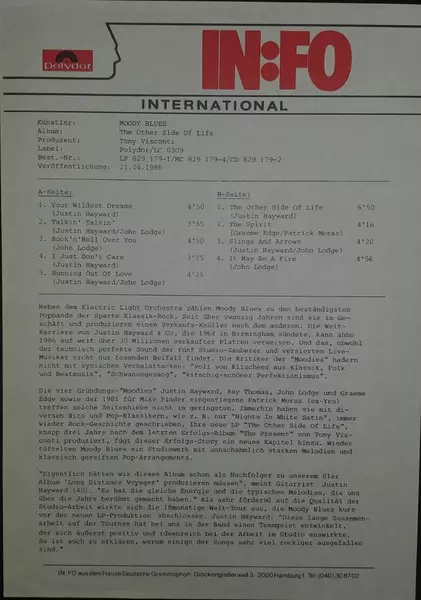 polydor
IN:FO
INTERNATIONAL
Künstler: MOODY BLUES
Album: The Other Side Of Life
Produzent: Tony Visconti
Label: Polydor/LC 0309
Best.-Nr.: LP 829 179-1/MC 829 179-4/CD 829 179-2
Veröffentlichung: 21.04.1986
A-Seite:
1. Your Wildest Dreams 4'50
(Justin Hayward)
2. Talkin' Talkin' 3'55
(Justin Hayward/John Lodge)
3. Rock'n'Roll Over You 4'50
(John Lodge)
4. I Just Don't Care 3'25
(Justin Hayward)
5. Running Out Of Love 4'23
(Justin Hayward/John Lodge)
B-Seite:
1. The Other Side Of Life 6'50
(Justin Hayward)
2. The Spirit 4'16
(Graeme Edge/Patrick Moraz)
3. Slings And Arrows 4'20
(Justin Hayward/John Lodge)
4. It May Be A Fire 4'56
(John Lodge)
Neben dem Electric Light Orchestra zählen Moody Blues zu den beständigsten
Popbands der Sparte Klassik-Rock. Seit über zwanzig Jahren sind sie im Ge-
schäft und produzieren einen Verkaufs-Knüller nach dem anderen. Die Welt-
Karriere von Justin Hayward & Co, die 1964 in Birmingham zündete, kann anno
1986 auf weit über 30 Millionen verkaufter Platten verweisen. Und das, obwohl
der technisch perfekte Sound der fünf Studio-Zauberer und versierten Live-
Musiker nicht nur tosenden Beifall findet. Die Kritiker der "Moodies" hadern
nicht mit zynischen Verbalattacken: "Voll von Klischees aus Klassik, Folk
und Beatmusik", "Schwanengesang", "kitschig-schöner Perfektionismus".
Die vier Gründungs-"Moodies" Justin Hayward, Ray Thomas, John Lodge und Graeme
Edge sowie der 1981 für Mike Pinder eingestiegene Patrick Moraz (ex-Yes)
treffen solche Seitenhiebe nicht im geringsten. Immerhin haben sie mit di-
versen Hits und Pop-Klassikern, wie z. B. nur "Nights In White Satin", immer
wieder Rock-Geschichte geschrieben. Ihre neue LP "The Other Side Of Life",
knapp drei Jahre nach dem letzten Erfolgs-Album "The Present" von Tony Vis-
conti produziert, fügt dieser Erfolgs-Story ein neues Kapitel hinzu. Wieder
tüftelten Moody Blues ein Studiowerk mit unnachahmlich starken Melodien und
klassisch gereiften Pop-Arrangements.
"Eigentlich hätten wir dieses Album schon als Nachfolger zu unserem 81er
Album 'Long Distance Voyager' produzieren müssen", meint Gitarrist Justin
Hayward (40). "Es hat die gleiche Energie und die typischen Melodien, die uns
über die Jahre berühmt gemacht haben." Als sehr fördernd auf die Qualität der
Studio-Arbeit wirkte sich die 18monatige Welt-Tour aus, die Moody Blues kurz
vor der neuen LP-Produktion abschlossen. Justin Hayward: "Diese lange Zusammen-
arbeit auf der Tournee hat bei uns in der Band einen Teamgeist entwickelt,
der sich äußerst positiv und ideenreich bei der Arbeit im Studio auswirkte.
So ist auch zu erklären, warum einige der Songs sehr viel rockiger ausgefallen
sind."
IN:FO aus dem Hause Deutsche Grammophon · Glockengießerwall 3 · 2000 Hamburg 1 Tel. (040) 308702